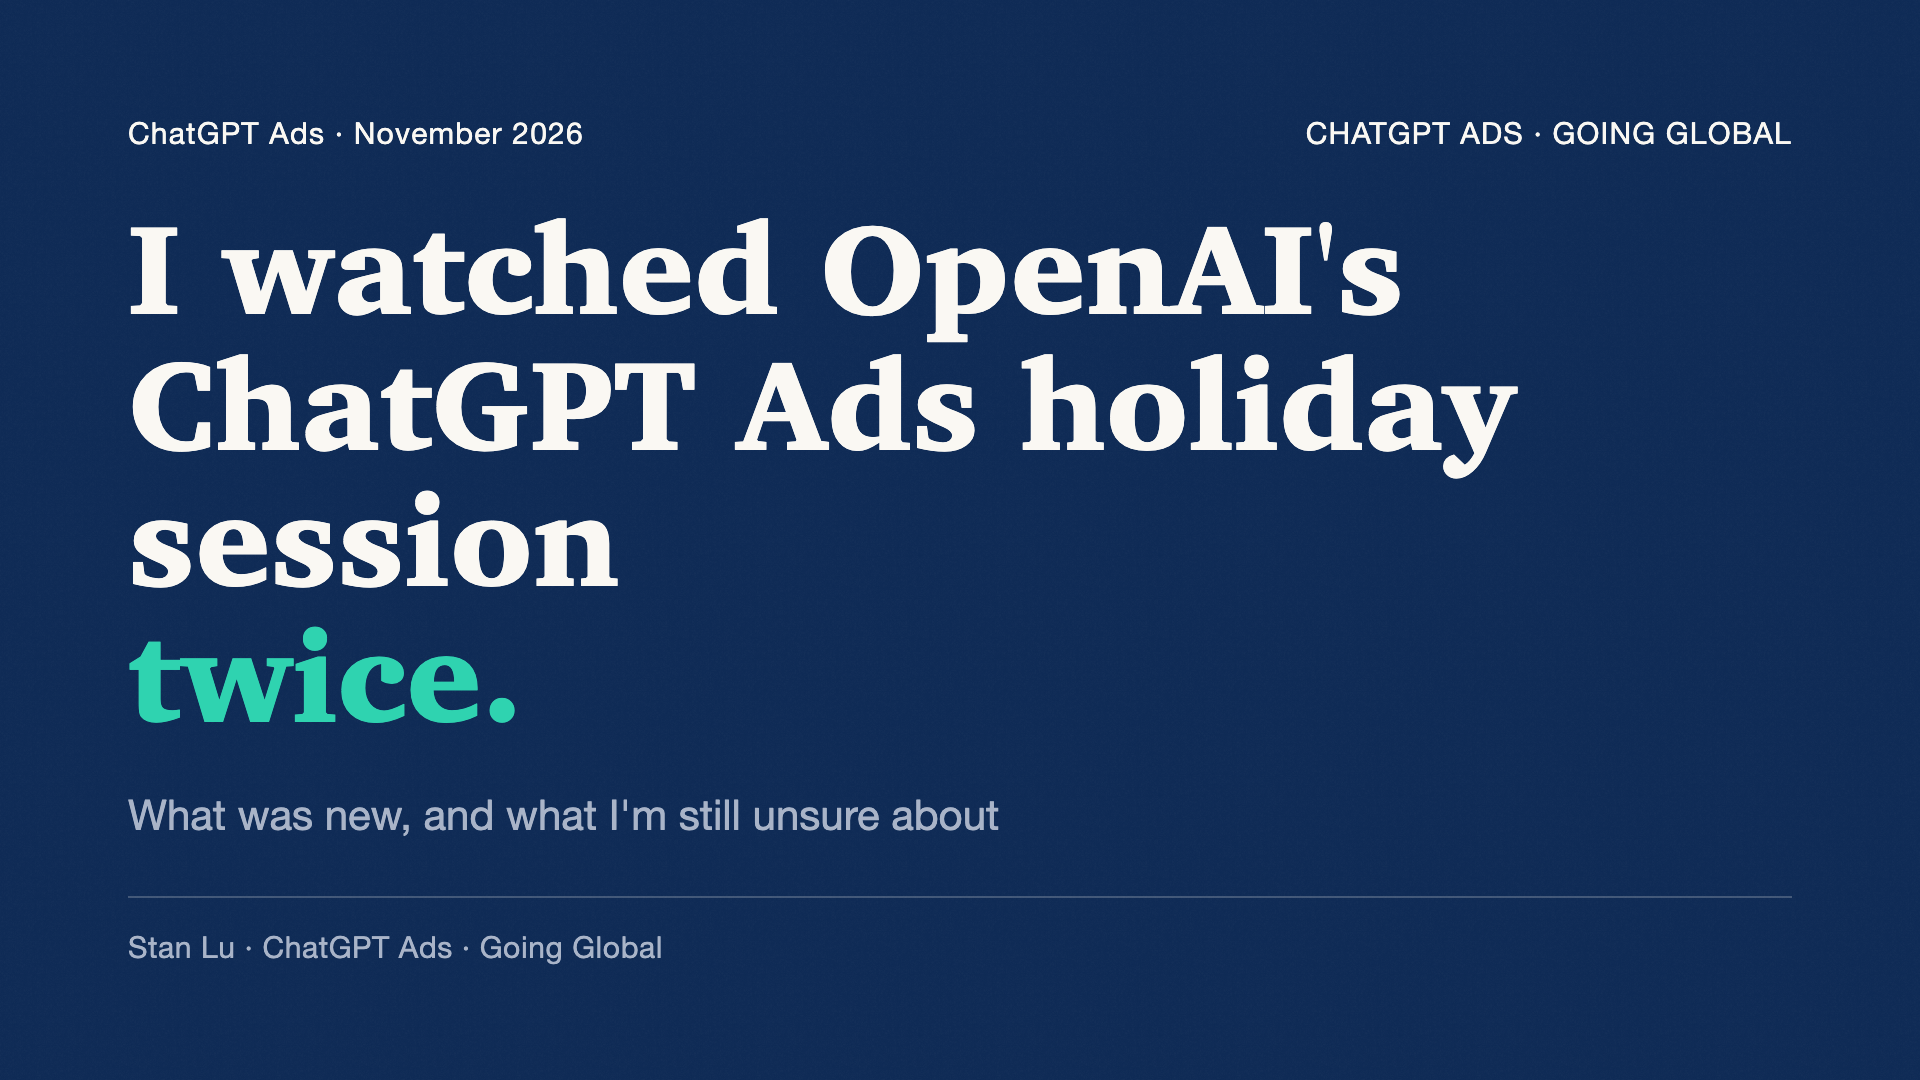 ChatGPT Ads · November 2026
CHATGPT ADS · GOING GLOBAL
I watched OpenAI's
ChatGPT Ads holiday
session
twice.
What was new, and what I'm still unsure about
Stan Lu · ChatGPT Ads · Going Global